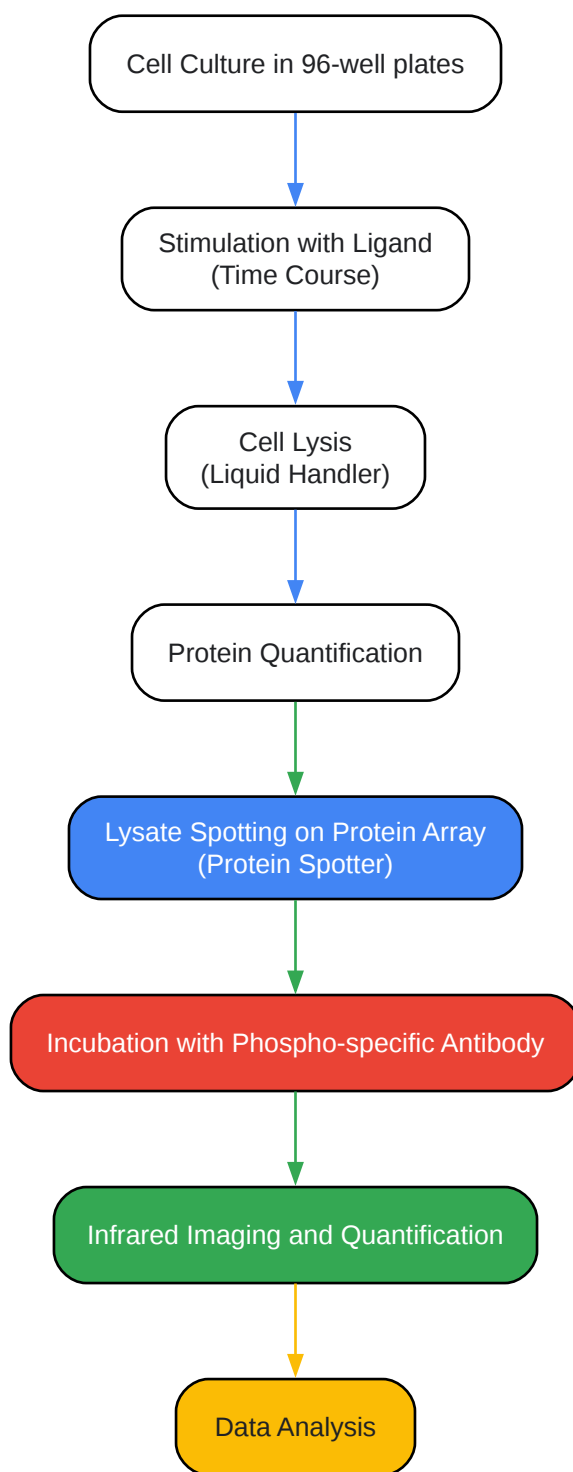 Cell Culture in 96-well plates
Stimulation with Ligand
(Time Course)
Cell Lysis
(Liquid Handler)
Protein Quantification
Lysate Spotting on Protein Array
(Protein Spotter)
Incubation with Phospho-specific Antibody
Infrared Imaging and Quantification
Data Analysis